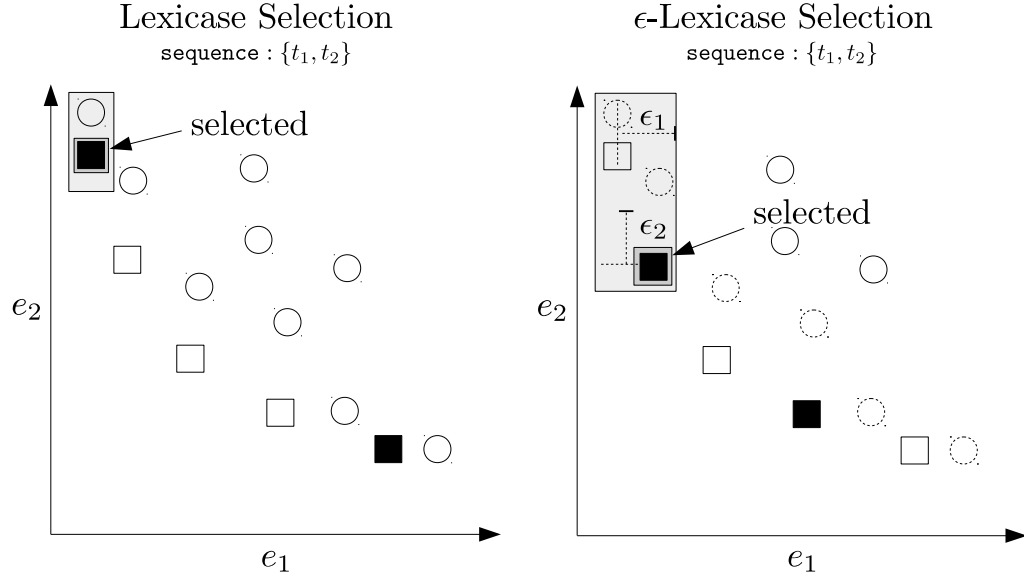 Lexicase Selection
sequence : {t₁, t₂}
selected
e₂
e₁
ϵ-Lexicase Selection
sequence : {t₁, t₂}
ϵ₁
selected
ϵ₂
e₂
e₁